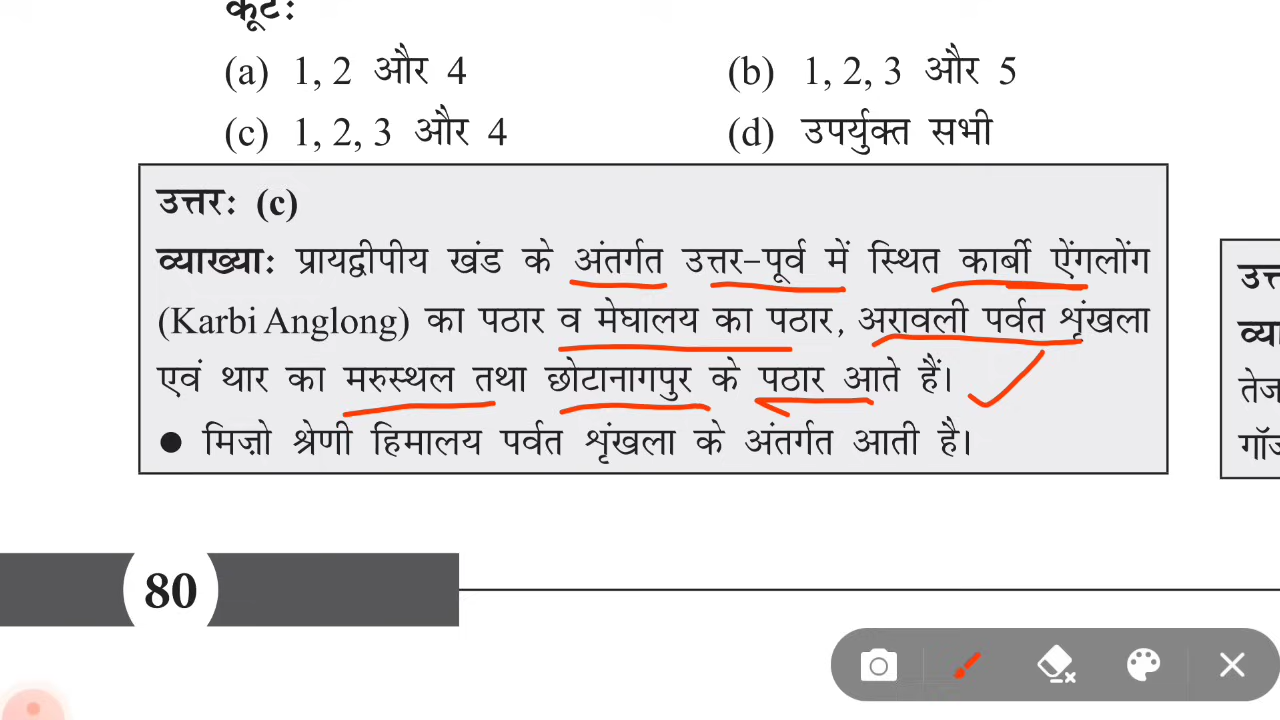 कूटः
(a) 1, 2 और 4
(b) 1, 2, 3 और 5
(c) 1, 2, 3 और 4
(d) उपर्युक्त सभी
उत्तरः (c)
व्याख्याः प्रायद्वीपीय खंड के अंतर्गत उत्तर-पूर्व में स्थित कार्बी ऐंगलोंग
(Karbi Anglong) का पठार व मेघालय का पठार, अरावली पर्वत शृंखला
एवं थार का मरुस्थल तथा छोटानागपुर के पठार आते हैं।
● मिज़ो श्रेणी हिमालय पर्वत शृंखला के अंतर्गत आती है।
80